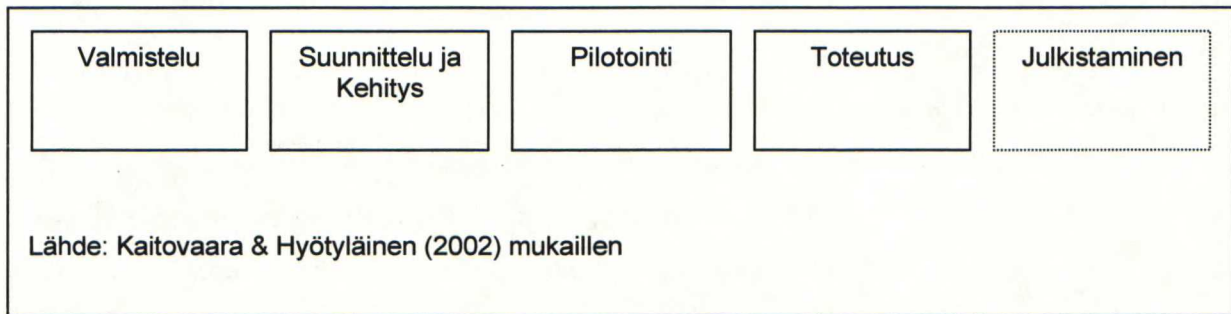 Valmistelu
Suunnittelu ja
Kehitys
Pilotointi
Toteutus
Julkistaminen
Lähde: Kaitovaara & Hyötyläinen (2002) mukaillen